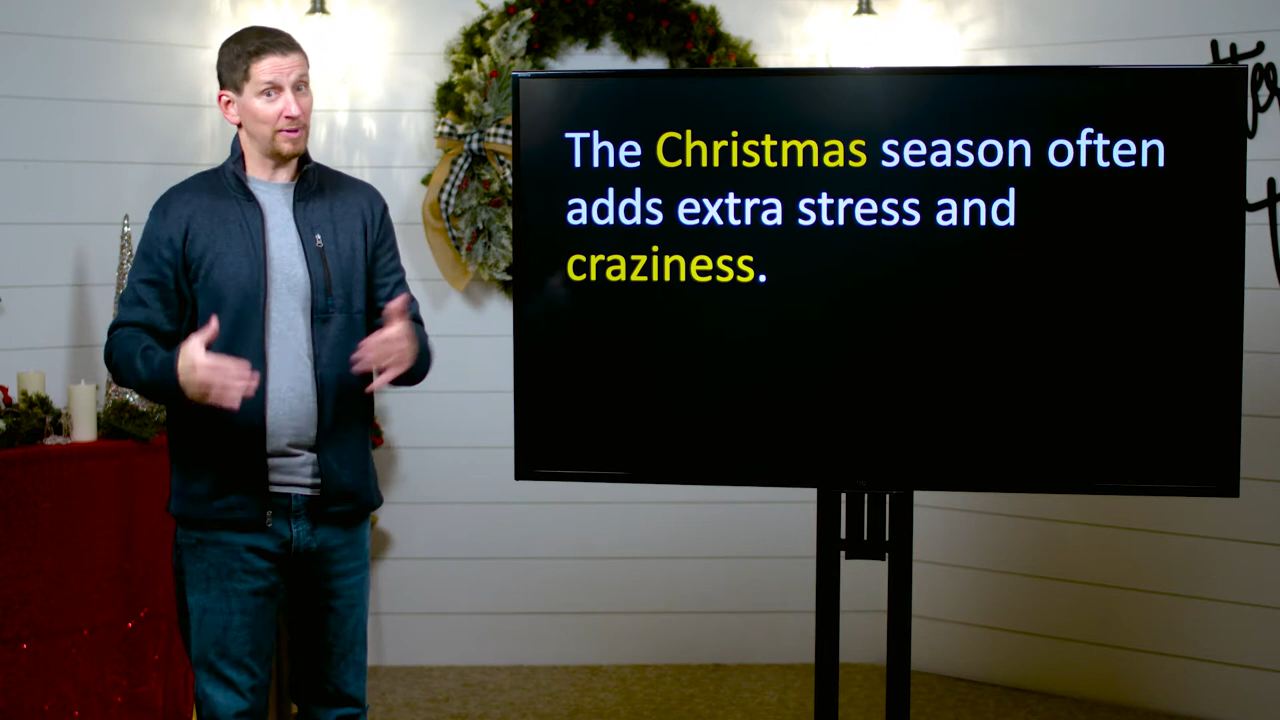 The Christmas season often
adds extra stress and
craziness.